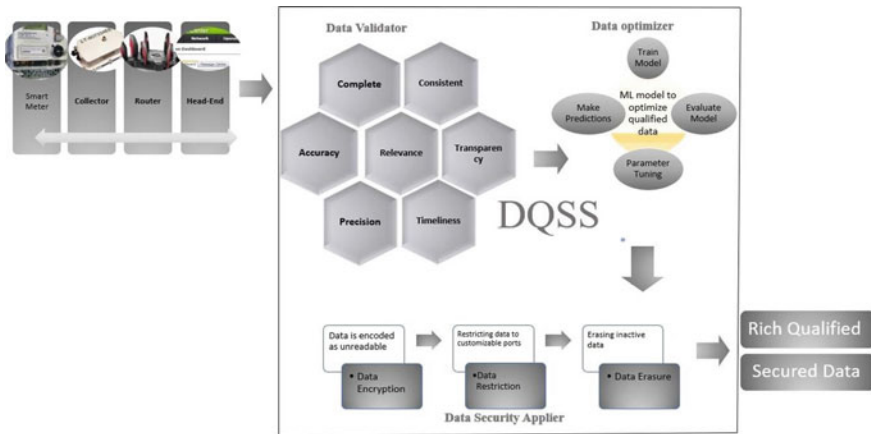 Data Validator
Data optimizer
Network
Dashboard
Smart
Meter
Collector
Router
Head-End
Complete
Consistent
Accuracy
Relevance
Transparen
cy
Precision
Timeliness
Train
Model
ML model to
optimize
qualified
data
Make
Predictions
Evaluate
Model
Parameter
Tuning
DQSS
Data is encoded
as unreadable
• Data
Encryption
Restricting data to
customizable ports
•Data
Restriction
Erasing inactive
data
• Data Erasure
Data Security Applier
Rich Qualified
Secured Data